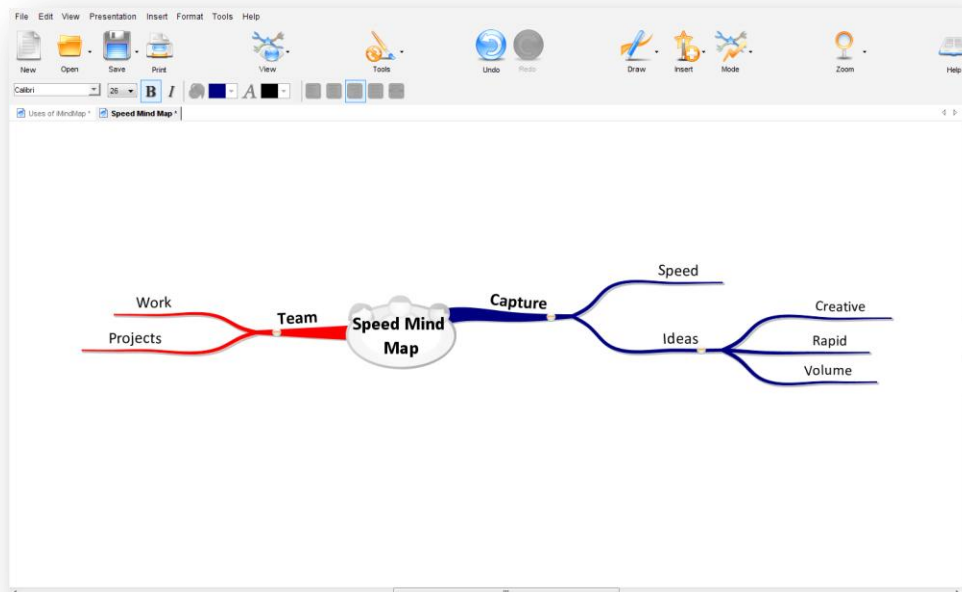 File Edit View Presentation Insert Format Tools Help
New Open Save Print View Tools Undo Redo Draw Insert Mode Zoom Help
Calibri 26 B I A
Uses of iMindMap * Speed Mind Map *
Speed
Capture
Creative
Work
Team
Speed Mind
Map
Projects
Ideas
Rapid
Volume